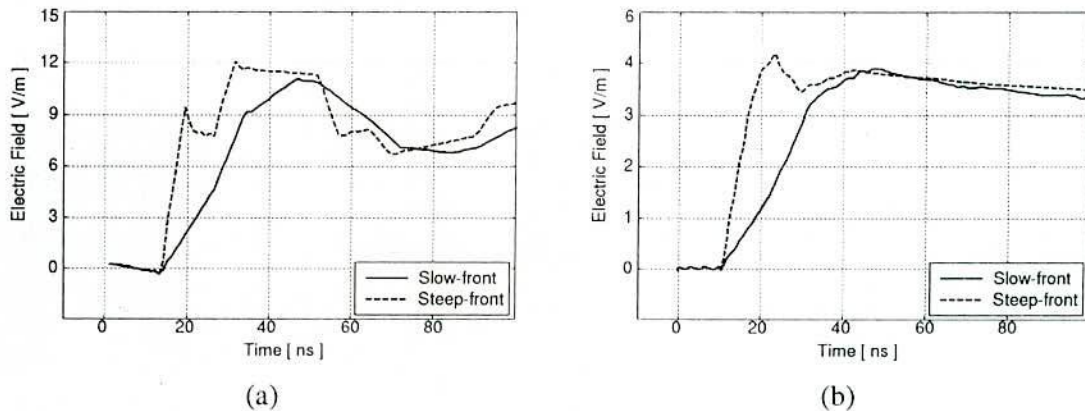 15
12
9
6
3
0
Electric Field [ V/m ]
Slow-front
Steep-front
0 20 40 60 80
Time [ ns ]
(a)
6
5
4
3
2
1
0
Electric Field [ V/m ]
Slow-front
Steep-front
0 20 40 60 80
Time [ ns ]
(b)